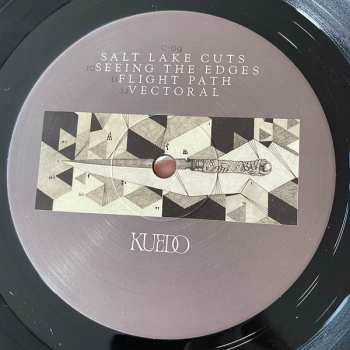 SALT LAKE CUTS
SEEING THE EDGES
FLIGHT PATH
VECTORAL
KUEDO